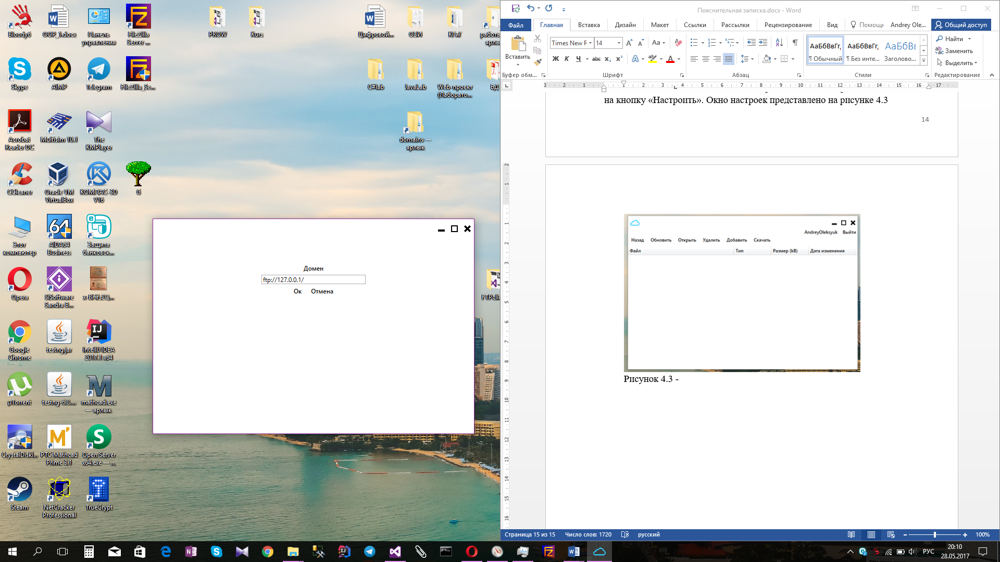 Bloody6
OOP_1.docx
Панель
управления
FileZilla
Server ...
PROW
Kurs
Цифровой...
ОЗИ
КГиГ
Skype
AIMP
Telegram
FileZilla_Se...
C#lab
JavaLab
Web-проект
(Лаборато...
БД
Acrobat
Reader DC
Multisim 10.1
The
KMPlayer
domains —
ярлык
CCleaner
Oracle VM
VirtualBox
КОМПАС-3D
V16
G
Этот
компьютер
AIDA64
Business
Защита
банковск...
Opera
SiSoftware
Sandra B...
x-BHfs2Q...
FTPclie
Google
Chrome
testng.jar
IntelliJ IDEA
2017.1 x64
µTorrent
testng-6.8....
mathcad.exe
— ярлык
CrystalDiskI...
PTC Mathcad
Prime 3.1
Open Server
x64.exe — ...
Steam
NetCracker
Professional
TrueCrypt
Домен
ftp://127.0.0.1/
Ок Отмена
Пояснительная записка.docx - Word
Файл Главная Вставка Дизайн Макет Ссылки Рассылки Рецензирование Вид Помощь Andrey Ole... Общий доступ
Вставить
Times New R 14
Ж К Ч abc x₂ x²
АаБбВвГг, АаБбВвГг, АаБбВв
¶ Обычный ¶ Без инте... Заголово...
Найти
Заменить
Выделить
Буфер обм... Шрифт Абзац Стили Редактирование
на кнопку «Настроить». Окно настроек представлено на рисунке 4.3
14
AndreyOleksyuk Выйти
Назад Обновить Открыть Удалить Добавить Скачать
Файл Тип Размер (kB) Дата изменения
Рисунок 4.3 -
Страница 15 из 15 Число слов: 1720 русский 100%
РУС
20:10
28.05.2017